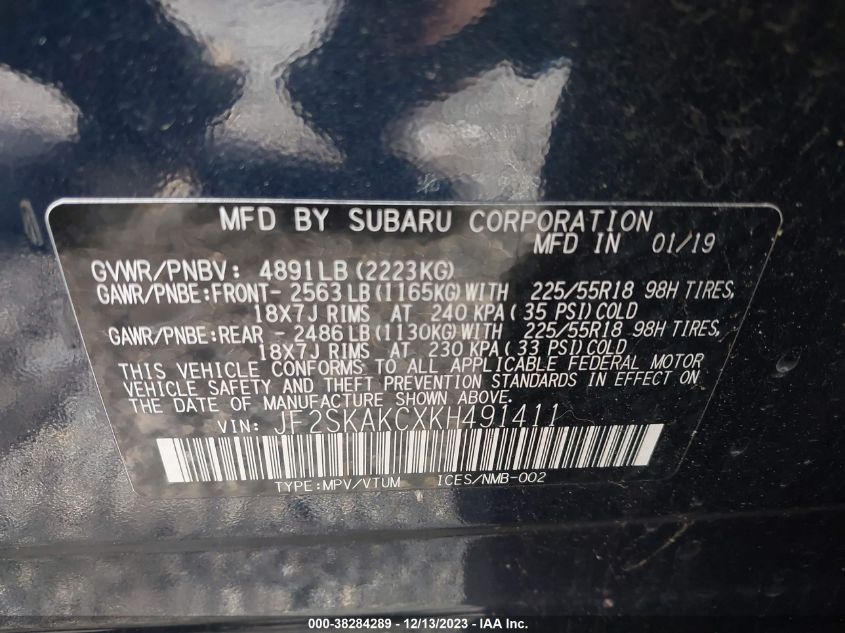 MFD BY SUBARU CORPORATION
MFD IN 01/19
GVWR/PNBV: 4891LB (2223KG)
GAWR/PNBE:FRONT- 2563 LB (1165KG) WITH 225/55R18 98H TIRES,
18X7J RIMS AT 240 KPA ( 35 PSI) COLD
GAWR/PNBE:REAR - 2486 LB (1130KG) WITH 225/55R18 98H TIRES,
18X7J RIMS AT 230 KPA ( 33 PSI) COLD
THIS VEHICLE CONFORMS TO ALL APPLICABLE FEDERAL MOTOR
VEHICLE SAFETY AND THEFT PREVENTION STANDARDS IN EFFECT ON
THE DATE OF MANUFACTURE SHOWN ABOVE.
VIN: JF2SKAKCXKH491411
TYPE:MPV/VTUM ICES/NMB-002
000-38284289 - 12/13/2023 - IAA Inc.